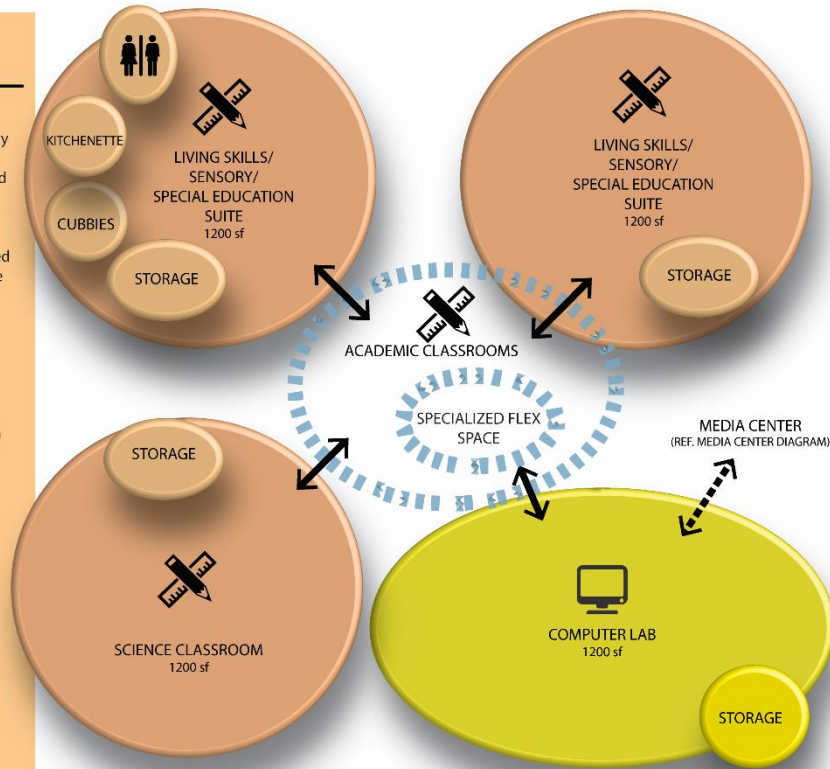 KITCHENETTE
CUBBIES
STORAGE
LIVING SKILLS/
SENSORY/
SPECIAL EDUCATION
SUITE
1200 sf
LIVING SKILLS/
SENSORY/
SPECIAL EDUCATION
SUITE
1200 sf
STORAGE
ACADEMIC CLASSROOMS
SPECIALIZED FLEX
SPACE
MEDIA CENTER
(REF. MEDIA CENTER DIAGRAM)
STORAGE
SCIENCE CLASSROOM
1200 sf
COMPUTER LAB
1200 sf
STORAGE